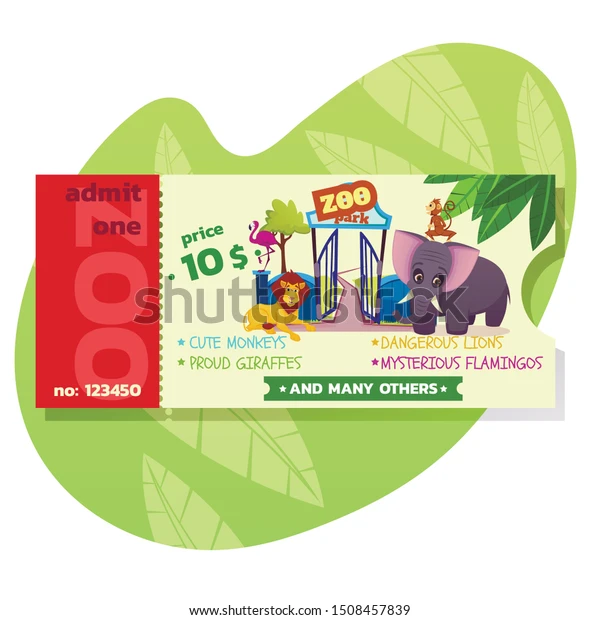 admit
one
ZOO
no: 123450
price
10 $
ZOO
park
CUTE MONKEYS
PROUD GIRAFFES
DANGEROUS LIONS
MYSTERIOUS FLAMINGOS
AND MANY OTHERS
shutterstock
shutterstock.com · 1508457839